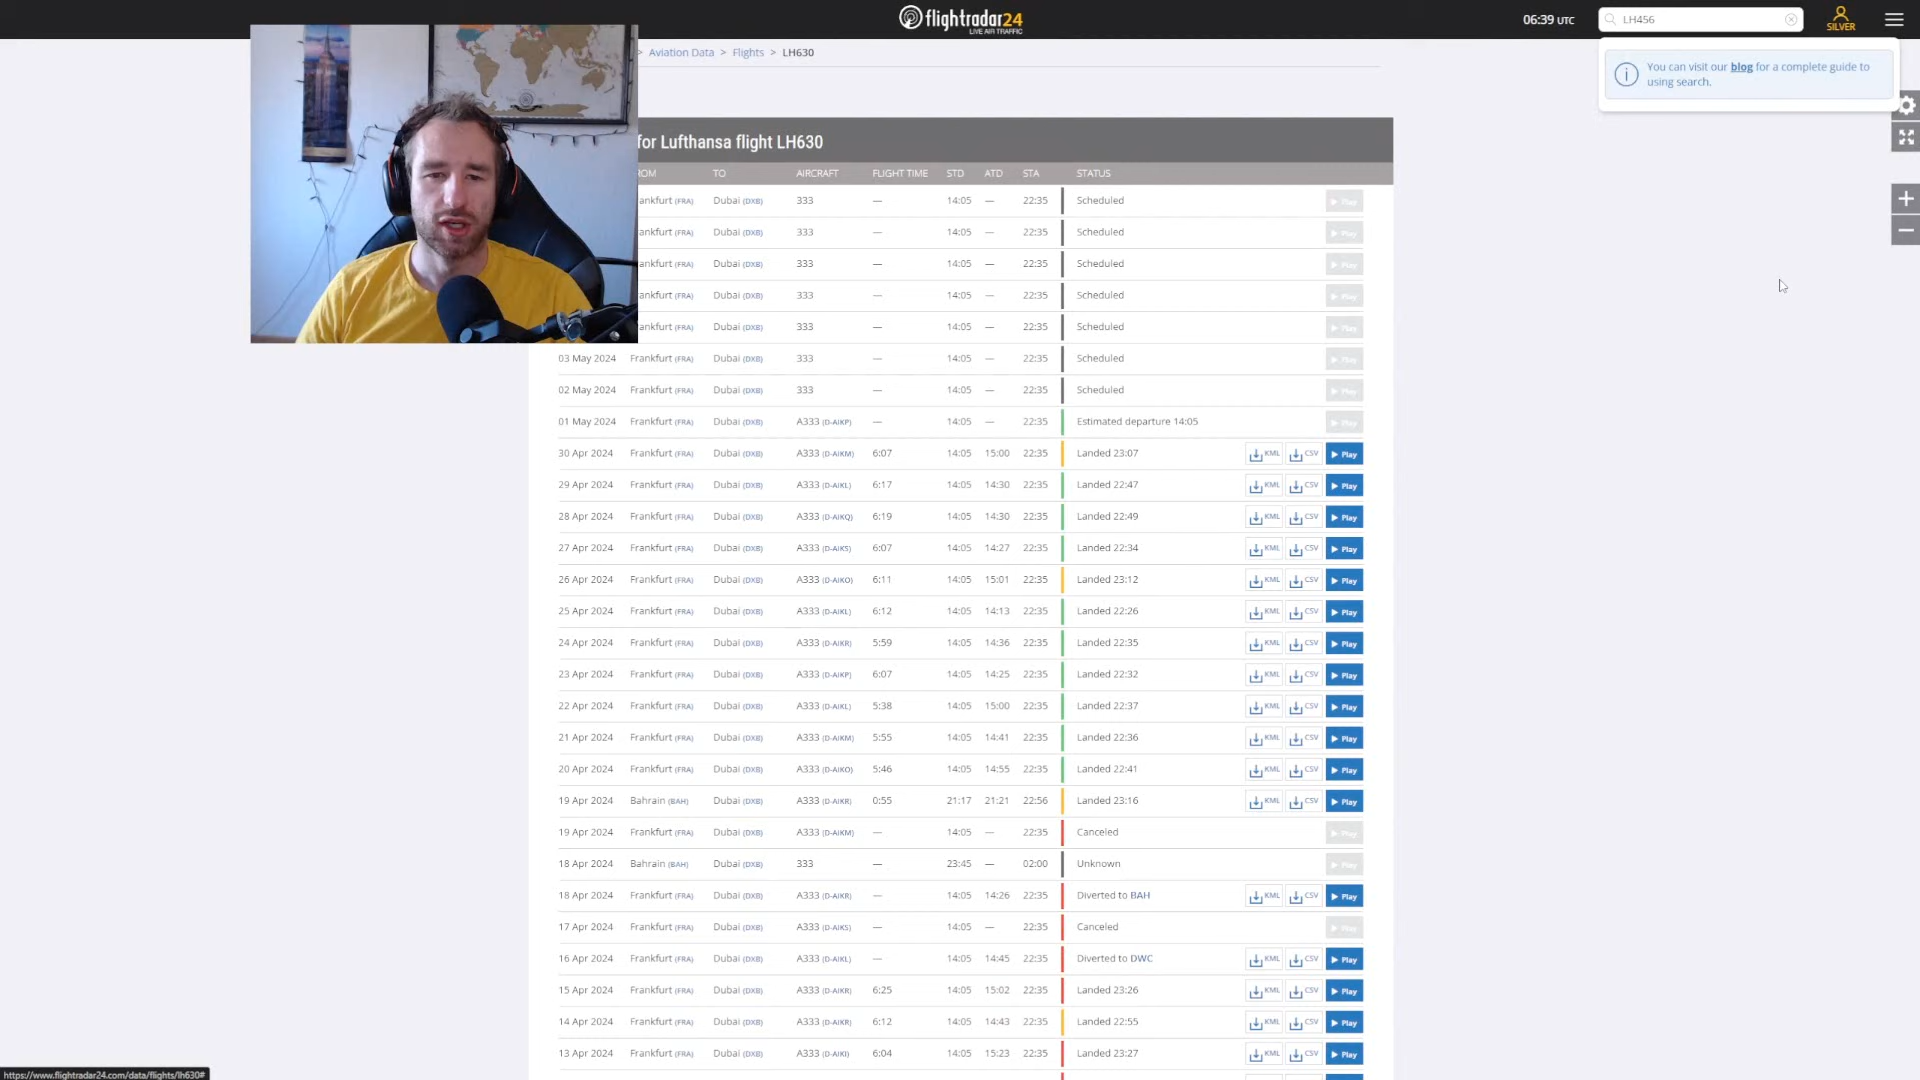 flightradar24
LIVE AIR TRAFFIC
06:39 UTC
LH456
SILVER
> Aviation Data > Flights > LH630
You can visit our blog for a complete guide to
using search.
for Lufthansa flight LH630
OM TO AIRCRAFT FLIGHT TIME STD ATD STA STATUS
ankfurt (FRA) Dubai (DXB) 333 — 14:05 — 22:35 Scheduled Play
ankfurt (FRA) Dubai (DXB) 333 — 14:05 — 22:35 Scheduled Play
ankfurt (FRA) Dubai (DXB) 333 — 14:05 — 22:35 Scheduled Play
ankfurt (FRA) Dubai (DXB) 333 — 14:05 — 22:35 Scheduled Play
ankfurt (FRA) Dubai (DXB) 333 — 14:05 — 22:35 Scheduled Play
03 May 2024 Frankfurt (FRA) Dubai (DXB) 333 — 14:05 — 22:35 Scheduled Play
02 May 2024 Frankfurt (FRA) Dubai (DXB) 333 — 14:05 — 22:35 Scheduled Play
01 May 2024 Frankfurt (FRA) Dubai (DXB) A333 (D-AIKP) — 14:05 — 22:35 Estimated departure 14:05 Play
30 Apr 2024 Frankfurt (FRA) Dubai (DXB) A333 (D-AIKM) 6:07 14:05 15:00 22:35 Landed 23:07 KML CSV Play
29 Apr 2024 Frankfurt (FRA) Dubai (DXB) A333 (D-AIKL) 6:17 14:05 14:30 22:35 Landed 22:47 KML CSV Play
28 Apr 2024 Frankfurt (FRA) Dubai (DXB) A333 (D-AIKQ) 6:19 14:05 14:30 22:35 Landed 22:49 KML CSV Play
27 Apr 2024 Frankfurt (FRA) Dubai (DXB) A333 (D-AIKS) 6:07 14:05 14:27 22:35 Landed 22:34 KML CSV Play
26 Apr 2024 Frankfurt (FRA) Dubai (DXB) A333 (D-AIKO) 6:11 14:05 15:01 22:35 Landed 23:12 KML CSV Play
25 Apr 2024 Frankfurt (FRA) Dubai (DXB) A333 (D-AIKL) 6:12 14:05 14:13 22:35 Landed 22:26 KML CSV Play
24 Apr 2024 Frankfurt (FRA) Dubai (DXB) A333 (D-AIKR) 5:59 14:05 14:36 22:35 Landed 22:35 KML CSV Play
23 Apr 2024 Frankfurt (FRA) Dubai (DXB) A333 (D-AIKP) 6:07 14:05 14:25 22:35 Landed 22:32 KML CSV Play
22 Apr 2024 Frankfurt (FRA) Dubai (DXB) A333 (D-AIKL) 5:38 14:05 15:00 22:35 Landed 22:37 KML CSV Play
21 Apr 2024 Frankfurt (FRA) Dubai (DXB) A333 (D-AIKM) 5:55 14:05 14:41 22:35 Landed 22:36 KML CSV Play
20 Apr 2024 Frankfurt (FRA) Dubai (DXB) A333 (D-AIKO) 5:46 14:05 14:55 22:35 Landed 22:41 KML CSV Play
19 Apr 2024 Bahrain (BAH) Dubai (DXB) A333 (D-AIKR) 0:55 21:17 21:21 22:56 Landed 23:16 KML CSV Play
19 Apr 2024 Frankfurt (FRA) Dubai (DXB) A333 (D-AIKM) — 14:05 — 22:35 Canceled Play
18 Apr 2024 Bahrain (BAH) Dubai (DXB) 333 — 23:45 — 02:00 Unknown Play
18 Apr 2024 Frankfurt (FRA) Dubai (DXB) A333 (D-AIKR) — 14:05 14:26 22:35 Diverted to BAH KML CSV Play
17 Apr 2024 Frankfurt (FRA) Dubai (DXB) A333 (D-AIKS) — 14:05 — 22:35 Canceled Play
16 Apr 2024 Frankfurt (FRA) Dubai (DXB) A333 (D-AIKL) — 14:05 14:45 22:35 Diverted to DWC KML CSV Play
15 Apr 2024 Frankfurt (FRA) Dubai (DXB) A333 (D-AIKR) 6:25 14:05 15:02 22:35 Landed 23:26 KML CSV Play
14 Apr 2024 Frankfurt (FRA) Dubai (DXB) A333 (D-AIKR) 6:12 14:05 14:43 22:35 Landed 22:55 KML CSV Play
13 Apr 2024 Frankfurt (FRA) Dubai (DXB) A333 (D-AIKI) 6:04 14:05 15:23 22:35 Landed 23:27 KML CSV Play
https://www.flightradar24.com/data/flights/lh630#